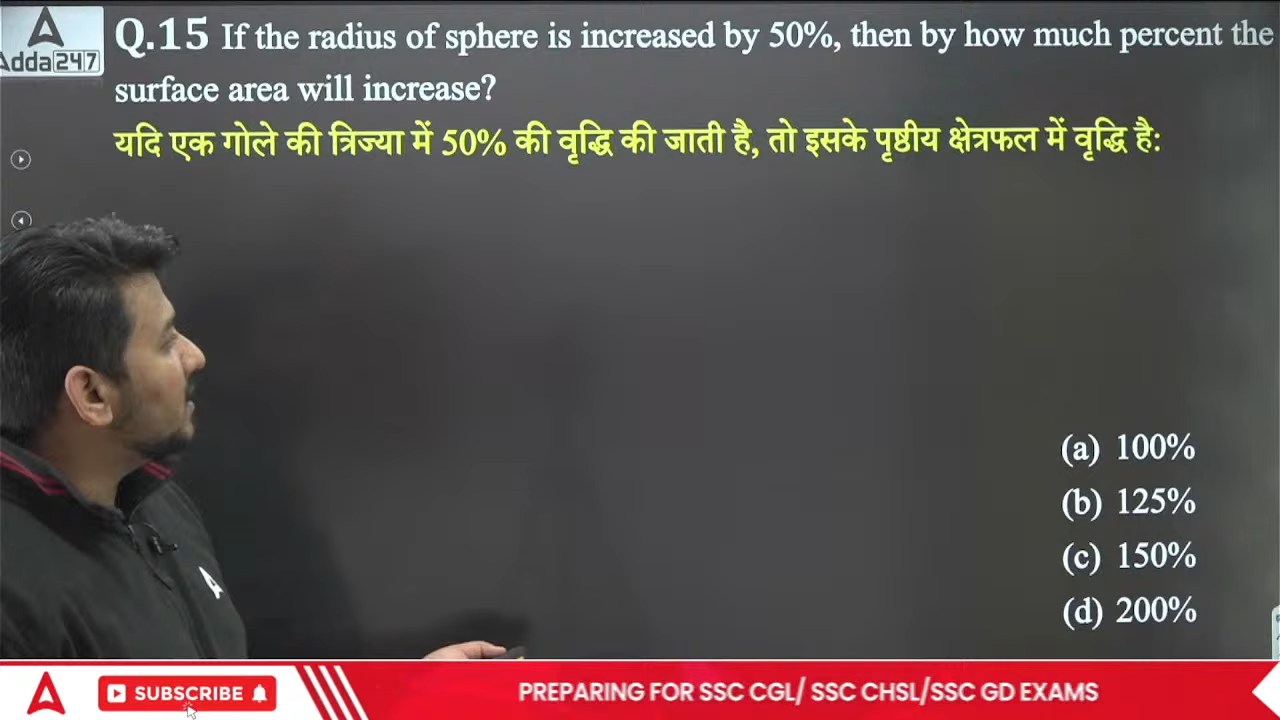 Adda247
Q.15 If the radius of sphere is increased by 50%, then by how much percent the
surface area will increase?
यदि एक गोले की त्रिज्या में 50% की वृद्धि की जाती है, तो इसके पृष्ठीय क्षेत्रफल में वृद्धि है:
(a) 100%
(b) 125%
(c) 150%
(d) 200%
SUBSCRIBE
PREPARING FOR SSC CGL/ SSC CHSL/SSC GD EXAMS